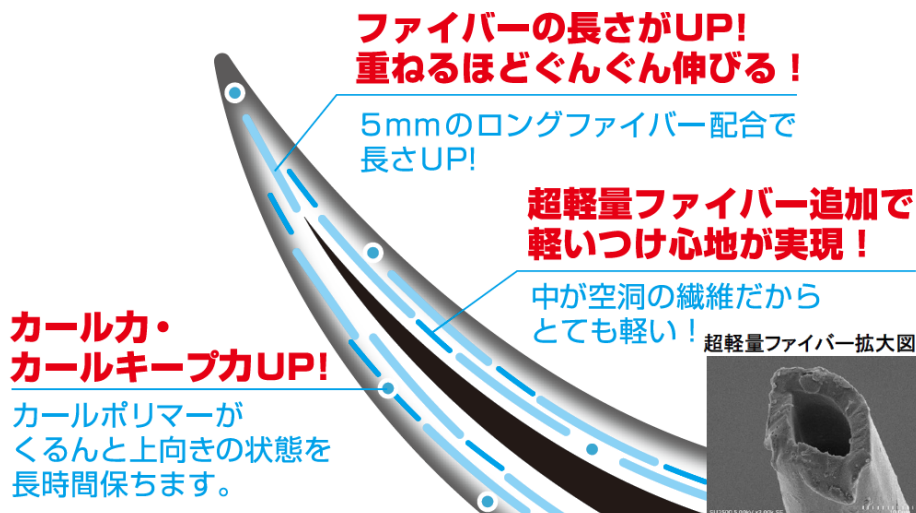 ファイバーの長さがUP!
重ねるほどぐんぐん伸びる！
5mmのロングファイバー配合で
長さUP!
超軽量ファイバー追加で
軽いつけ心地が実現！
中が空洞の繊維だから
とても軽い！
超軽量ファイバー拡大図
カール力・
カールキープ力UP!
カールポリマーが
くるんと上向きの状態を
長時間保ちます。